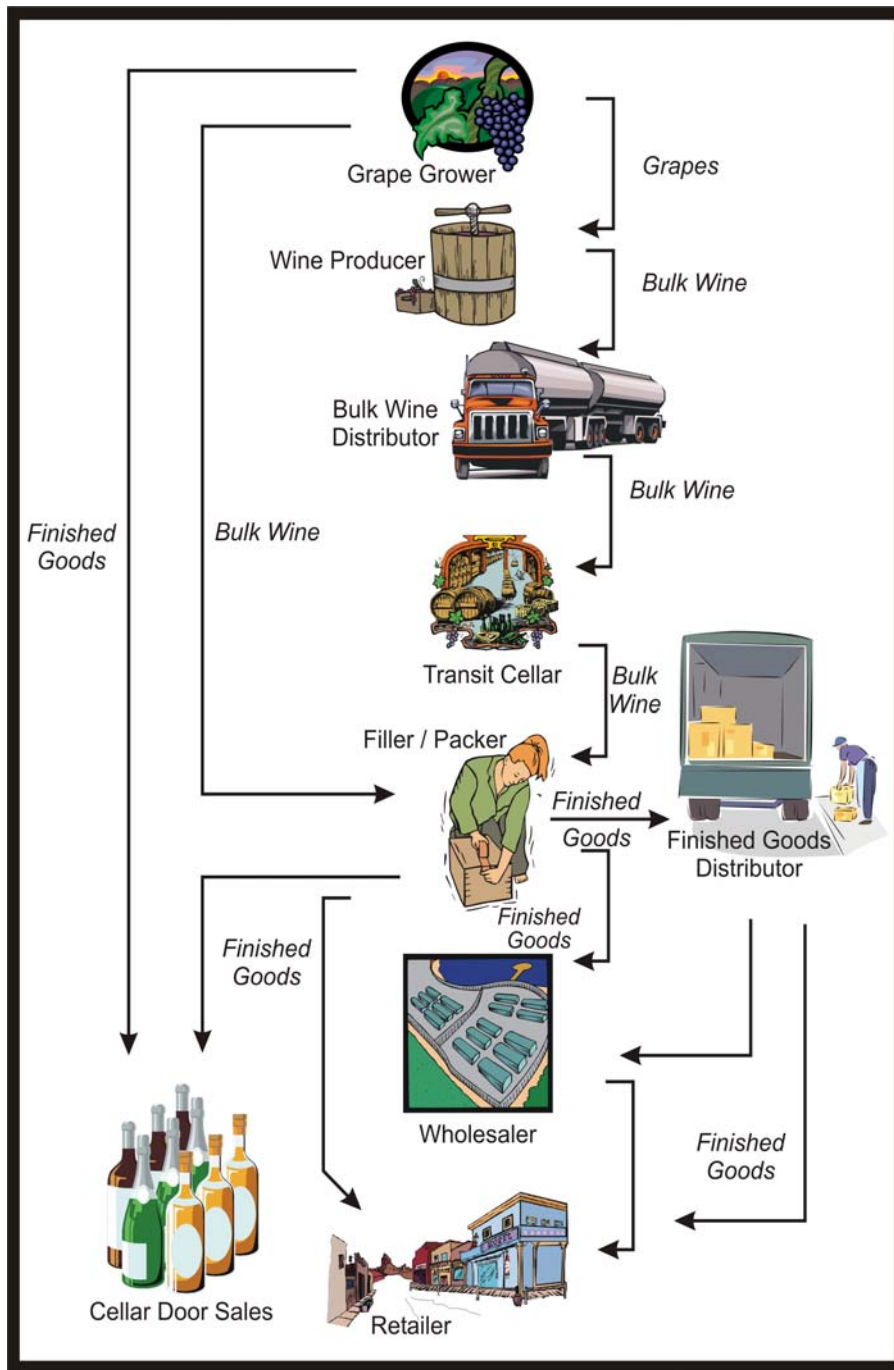 Grape Grower
Grapes
Wine Producer
Bulk Wine
Bulk Wine
Distributor
Bulk Wine
Finished
Goods
Bulk Wine
Transit Cellar
Bulk
Wine
Filler / Packer
Finished
Goods
Finished Goods
Distributor
Finished
Goods
Finished
Goods
Wholesaler
Finished
Goods
Cellar Door Sales
Retailer